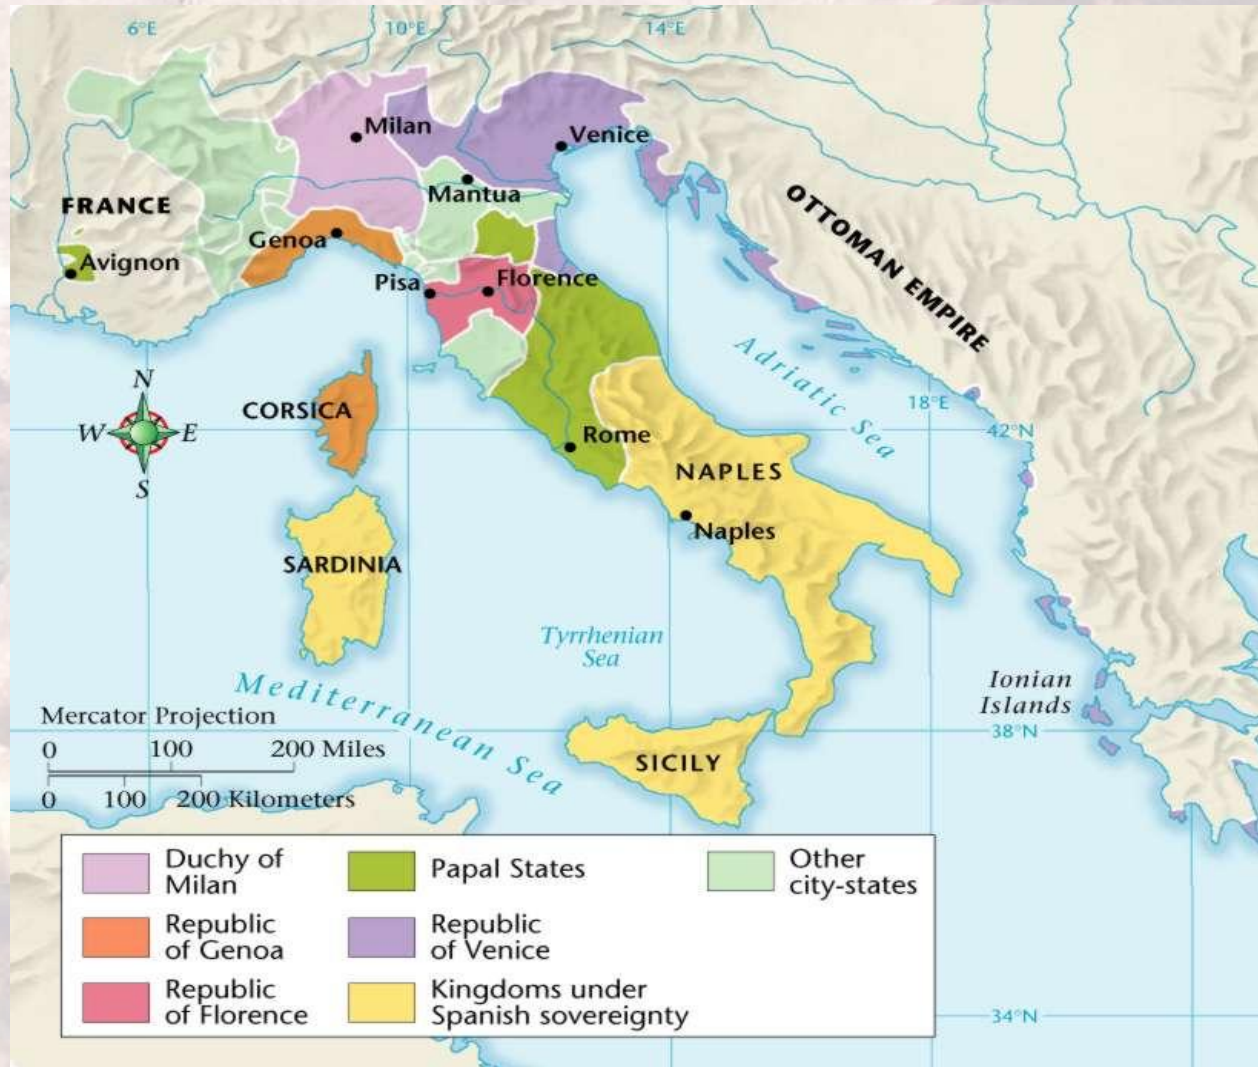 6°E
10°E
14°E
Milan
Venice
Mantua
FRANCE
OTTOMAN EMPIRE
Genoa
Avignon
Pisa
Florence
Adriatic Sea
N
W
E
S
CORSICA
18°E
42°N
Rome
NAPLES
Naples
SARDINIA
Tyrrhenian
Sea
Mediterranean Sea
Ionian
Islands
Mercator Projection
0 100 200 Miles
0 100 200 Kilometers
38°N
SICILY
Duchy of
Milan
Republic
of Genoa
Republic
of Florence
Papal States
Republic
of Venice
Kingdoms under
Spanish sovereignty
Other
city-states
34°N